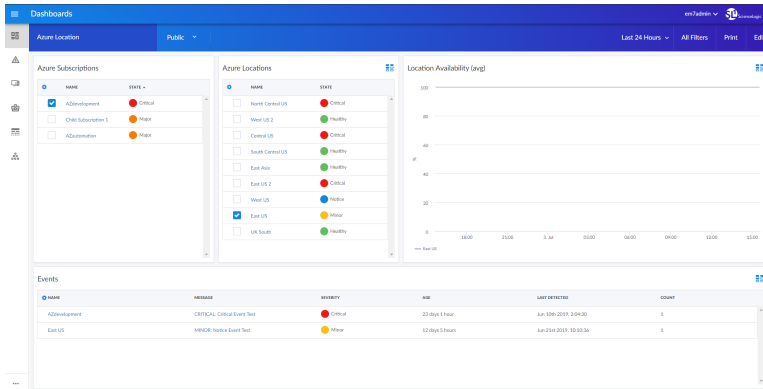 Dashboards
em7admin
SL ScienceLogic
Azure Location
Public
Last 24 Hours
All Filters
Print
Edi
Azure Subscriptions
NAME STATE
AZdevelopment Critical
Child Subscription 1 Major
AZautomation Major
Azure Locations
NAME STATE
North Central US Critical
West US 2 Healthy
Central US Critical
South Central US Healthy
East Asia Healthy
East US 2 Critical
West US Notice
East US Minor
UK South Healthy
Location Availability (avg)
100
80
60
%
40
20
0
18:00 21:00 3. Jul 03:00 06:00 09:00 12:00 15:00
East US
Events
NAME MESSAGE SEVERITY AGE LAST DETECTED COUNT
AZdevelopment CRITICAL: Critical Event Test Critical 23 days 1 hour Jun 10th 2019, 2:04:30 1
East US MINOR: Notice Event Test Minor 12 days 5 hours Jun 21st 2019, 10:10:36 1